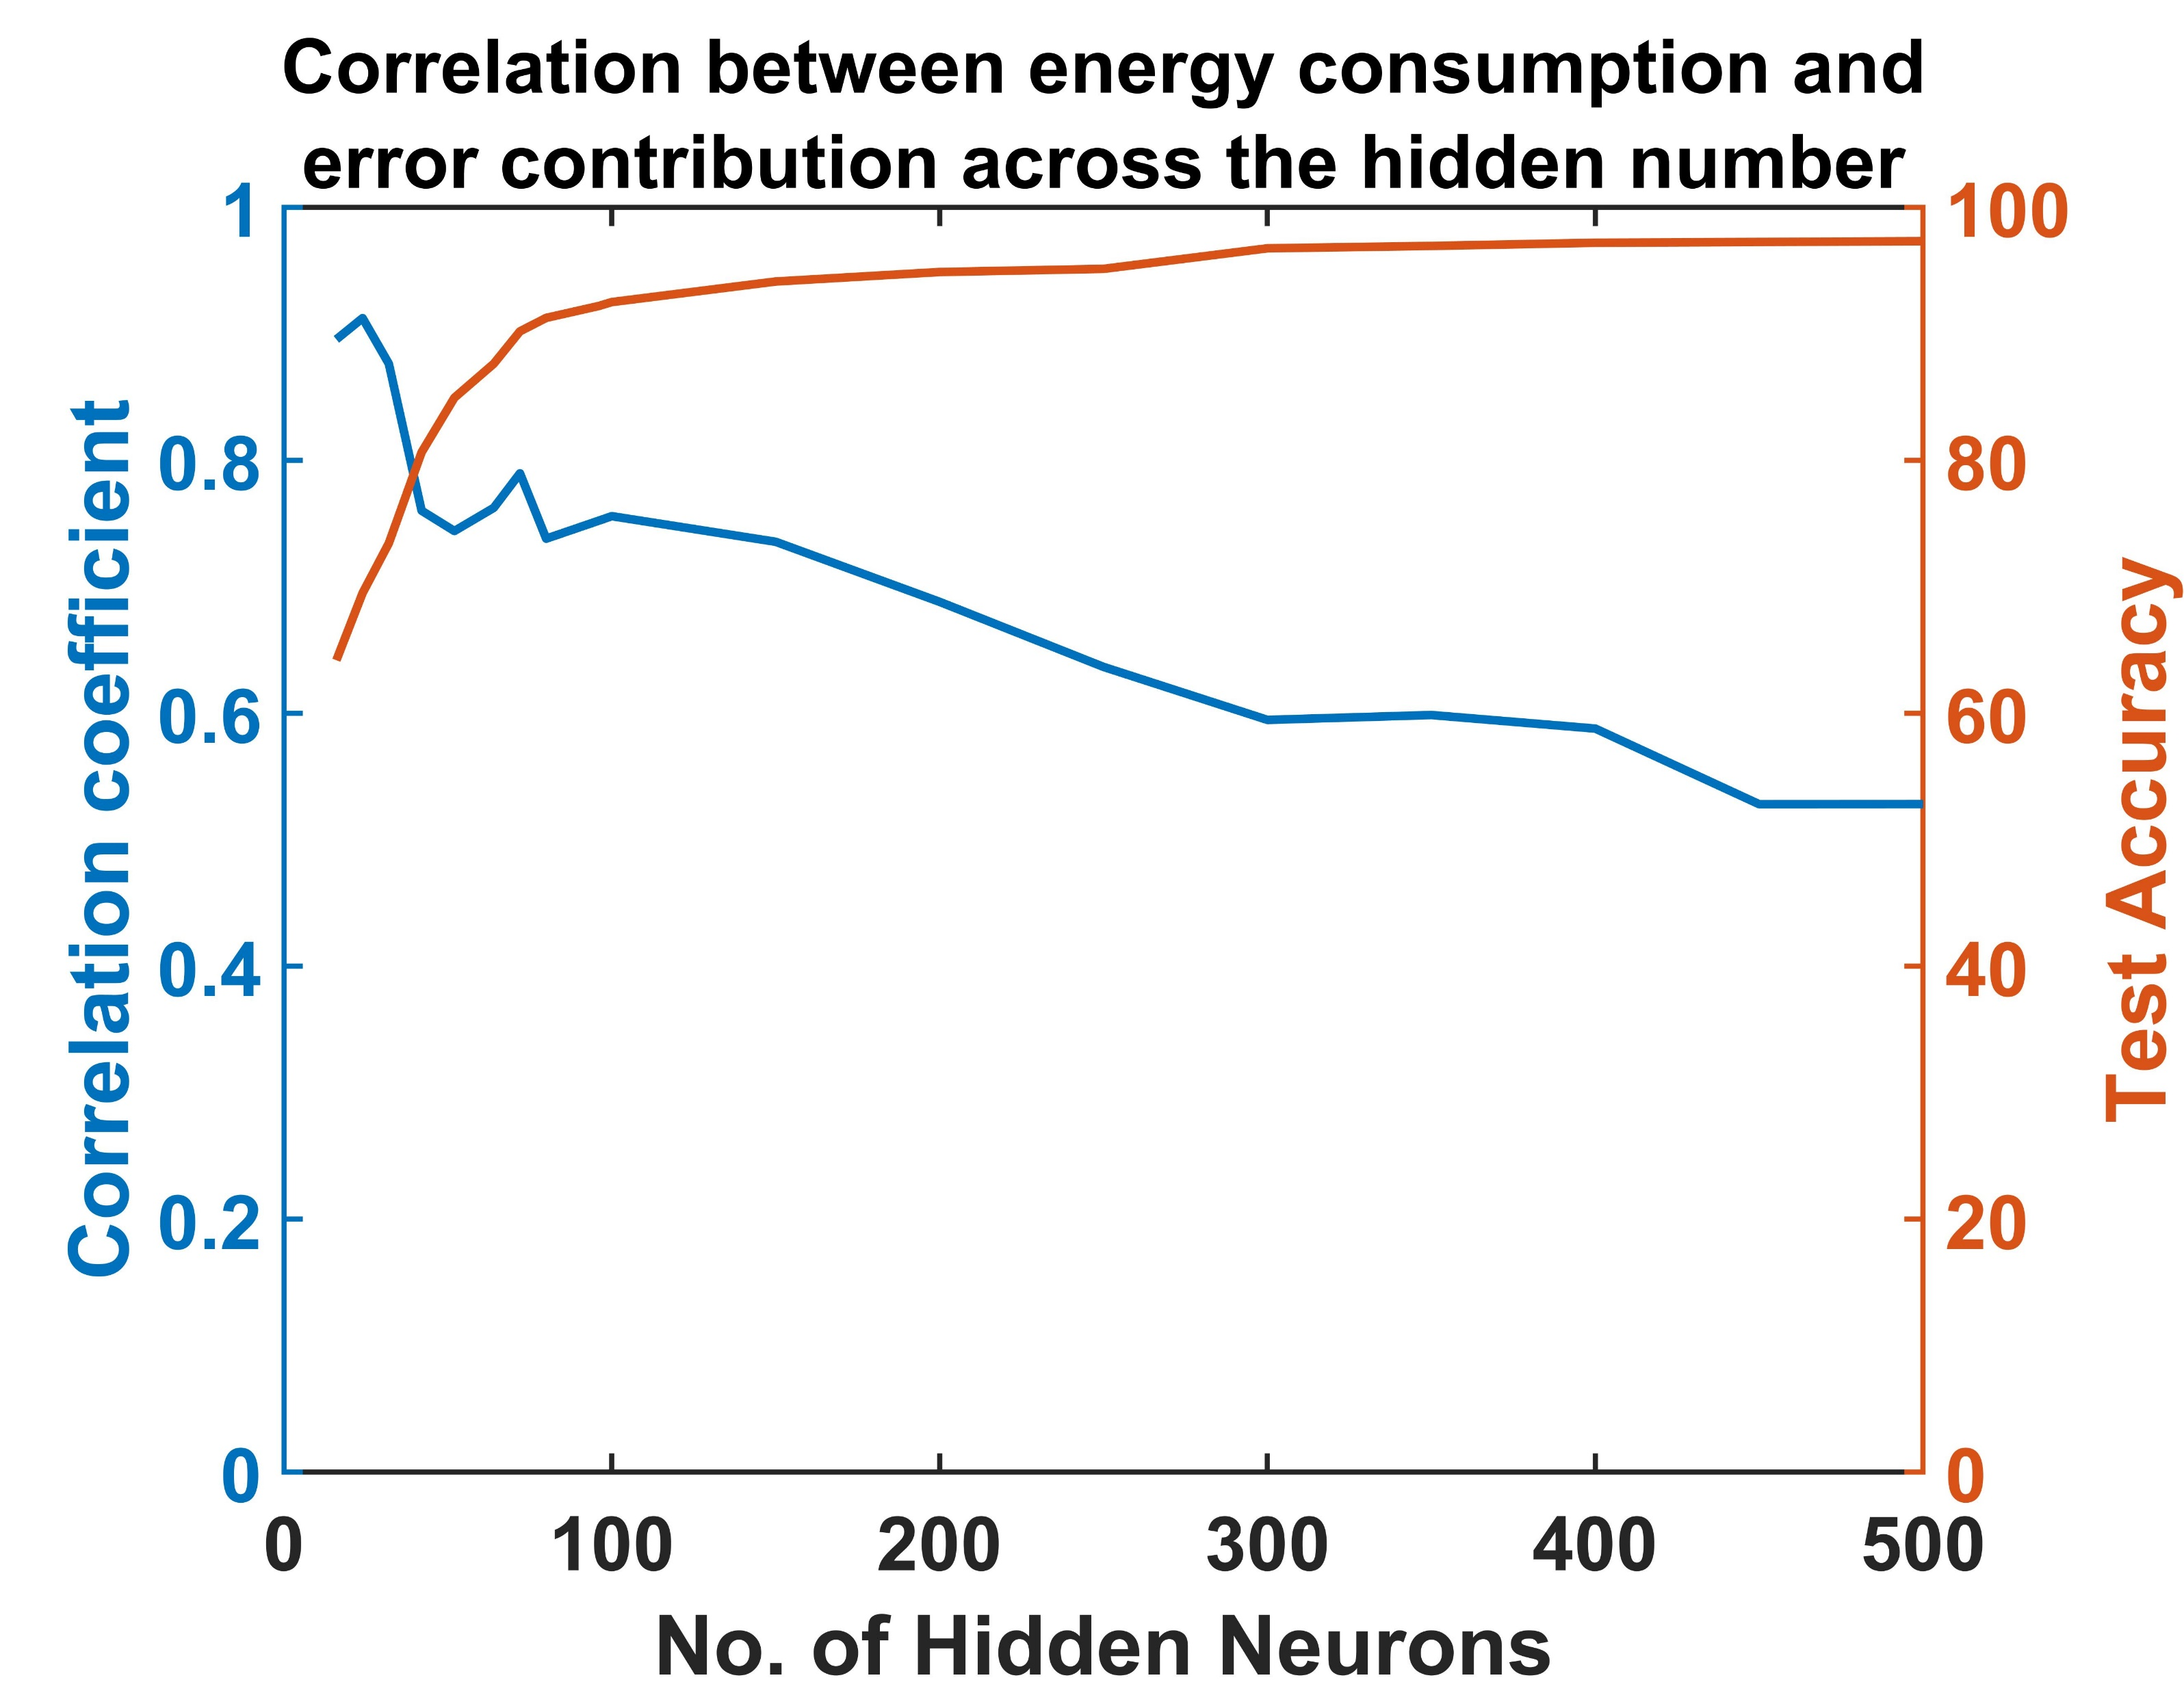 Correlation between energy consumption and
error contribution across the hidden number
Correlation coefficient
1
0.8
0.6
0.4
0.2
0
100
80
60
40
20
0
Test Accuracy
0 100 200 300 400 500
No. of Hidden Neurons